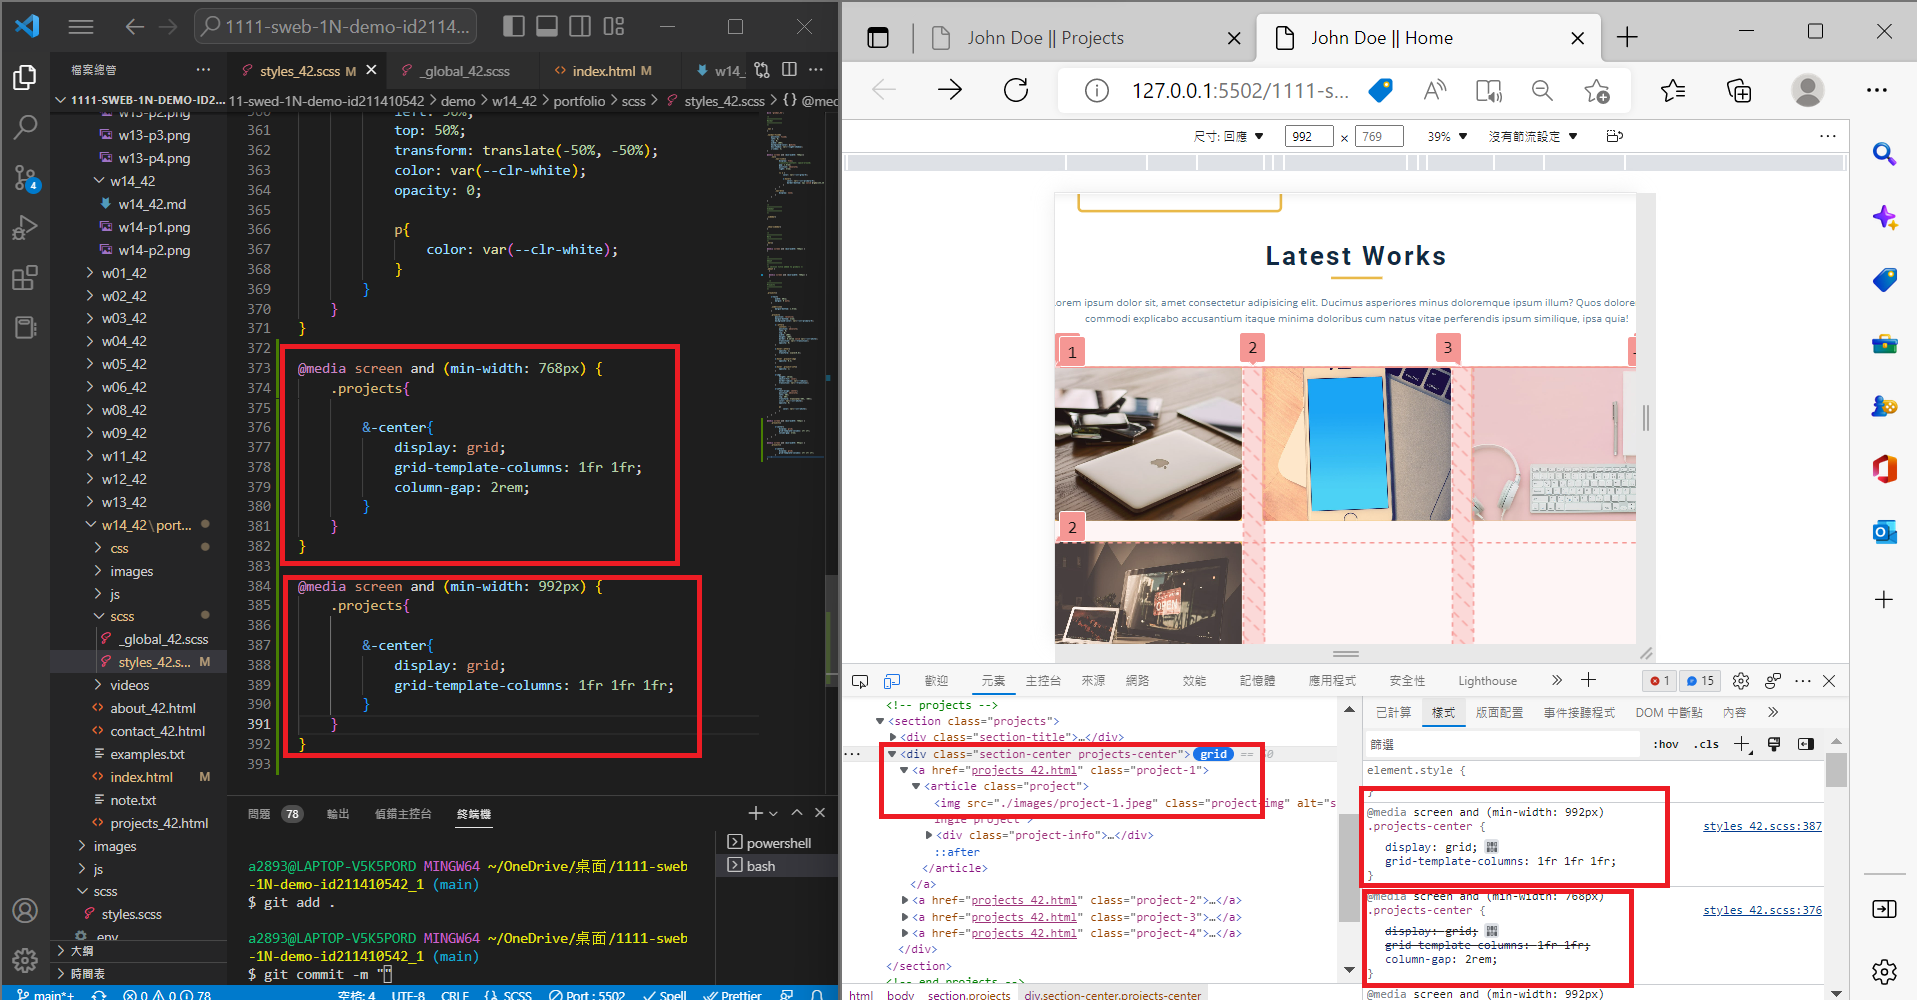 1111-sweb-1N-demo-id2114...
檔案總管
styles_42.scss M
_global_42.scss
index.html M
w14_
1111-SWEB-1N-DEMO-ID2...
11-swed-1N-demo-id211410542 > demo > w14_42 > portfolio > scss > styles_42.scss > {} @med
w13-p2.png
w13-p3.png
w13-p4.png
w14_42
w14_42.md
w14-p1.png
w14-p2.png
w01_42
w02_42
w03_42
w04_42
w05_42
w06_42
w08_42
w09_42
w11_42
w12_42
w13_42
w14_42 \ port...
css
images
js
scss
_global_42.scss
styles_42.s... M
videos
about_42.html
contact_42.html
examples.txt
index.html M
note.txt
projects_42.html
images
js
scss
styles.scss
.env
大綱
時間表
360 left: 50%;
361 top: 50%;
362 transform: translate(-50%, -50%);
363 color: var(--clr-white);
364 opacity: 0;
365
366 p{
367 color: var(--clr-white);
368 }
369 }
370 }
371 }
372
373 @media screen and (min-width: 768px) {
374 .projects{
375
376 &-center{
377 display: grid;
378 grid-template-columns: 1fr 1fr;
379 column-gap: 2rem;
380 }
381 }
382 }
383
384 @media screen and (min-width: 992px) {
385 .projects{
386
387 &-center{
388 display: grid;
389 grid-template-columns: 1fr 1fr 1fr;
390 }
391 }
392 }
393
問題 78 輸出 偵錯主控台 終端機
powershell
bash
a2893@LAPTOP-V5K5PORD MINGW64 ~/OneDrive/桌面/1111-sweb
-1N-demo-id211410542_1 (main)
$ git add .
a2893@LAPTOP-V5K5PORD MINGW64 ~/OneDrive/桌面/1111-sweb
-1N-demo-id211410542_1 (main)
$ git commit -m ""
main*+ 0 0 78 空格: 4 UTF-8 CRLF {} SCSS Port : 5502 Spell Prettier
John Doe || Projects
John Doe || Home
127.0.0.1:5502/1111-s...
尺寸: 回應 992 × 769 39% 沒有節流設定
Latest Works
orem ipsum dolor sit, amet consectetur adipisicing elit. Ducimus asperiores minus doloremque ipsum illum? Quos dolore
commodi explicabo accusantium itaque minima doloribus cum natus vitae perferendis ipsum similique, ipsa quia!
1 2 3
2
OPEN
歡迎 元素 主控台 來源 網路 效能 記憶體 應用程式 安全性 Lighthouse 1 15
<!-- projects -->
<section class="projects">
<div class="section-title">…</div>
<div class="section-center projects-center"> grid
<a href="projects_42.html" class="project-1">
<article class="project">
<img src="./images/project-1.jpeg" class="project-img" alt="s
ingle project">
<div class="project-info">…</div>
::after
</article>
</a>
<a href="projects_42.html" class="project-2">…</a>
<a href="projects_42.html" class="project-3">…</a>
<a href="projects_42.html" class="project-4">…</a>
</div>
</section>
<!-- end projects -->
html body section.projects div.section-center.projects-center
已計算 樣式 版面配置 事件接聽程式 DOM 中斷點 內容
篩選 :hov .cls
element.style {
}
@media screen and (min-width: 992px)
.projects-center { styles_42.scss:387
display: grid;
grid-template-columns: 1fr 1fr 1fr;
}
@media screen and (min-width: 768px)
.projects-center { styles_42.scss:376
display: grid;
grid-template-columns: 1fr 1fr;
column-gap: 2rem;
}
@media screen and (min-width: 992px)